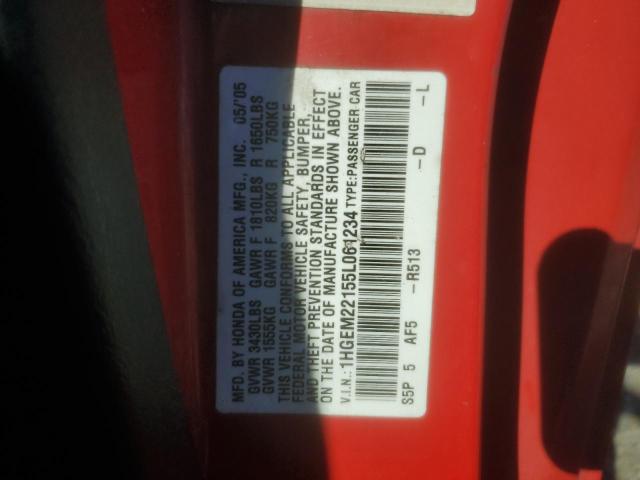 MFD. BY HONDA OF AMERICA MFG., INC. 05/'05
GVWR 3430LBS GAWR F 1810LBS R 1650LBS
GVWR 1555KG GAWR F 820KG R 750KG
THIS VEHICLE CONFORMS TO ALL APPLICABLE
FEDERAL MOTOR VEHICLE SAFETY, BUMPER,
AND THEFT PREVENTION STANDARDS IN EFFECT
ON THE DATE OF MANUFACTURE SHOWN ABOVE.
V.I.N.: TYPE:PASSENGER CAR
S5P 5 AF5 –R513 –D –L